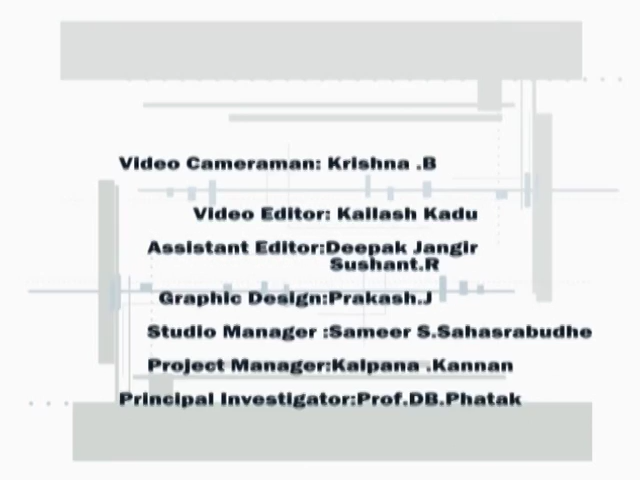 Video Cameraman: Krishna .B
Video Editor: Kailash Kadu
Assistant Editor:Deepak Jangir
Sushant.R
Graphic Design:Prakash.J
Studio Manager :Sameer S.Sahasrabudhe
Project Manager:Kalpana .Kannan
Principal Investigator:Prof.DB.Phatak